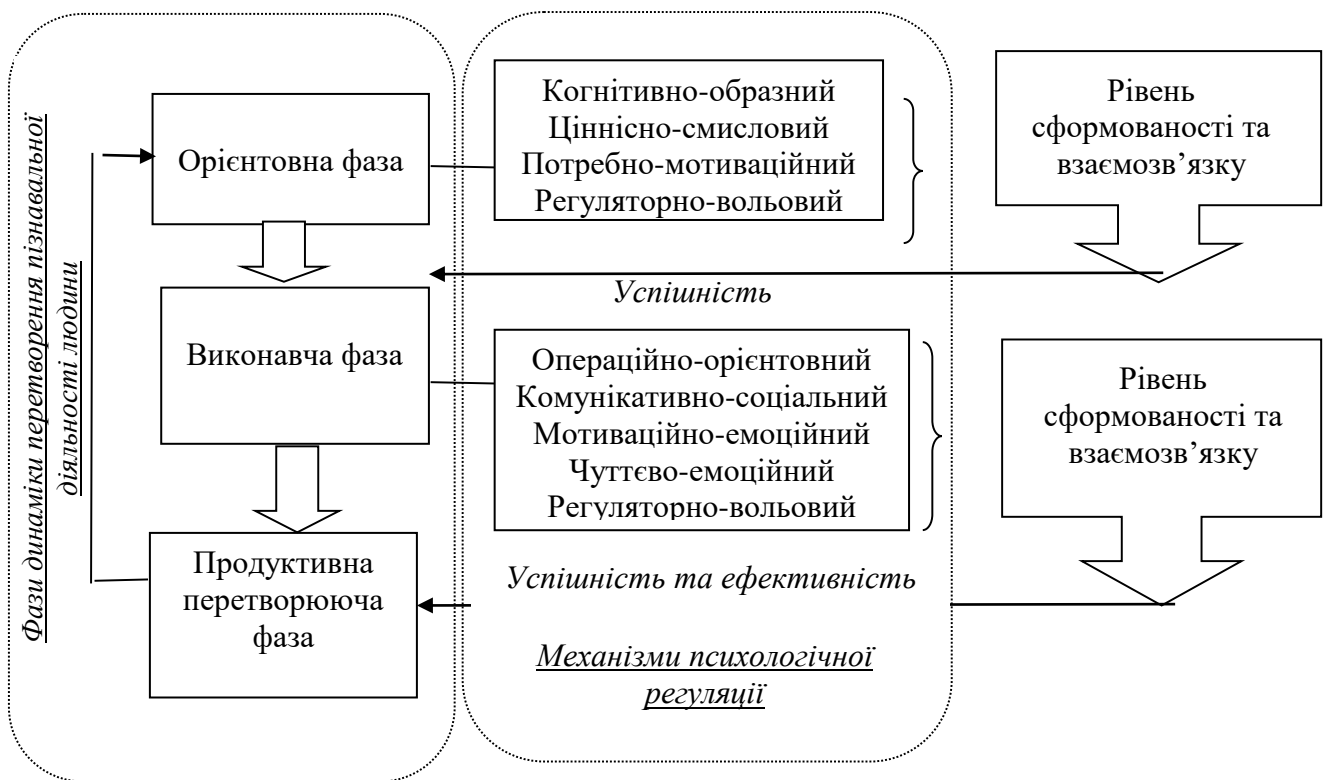 Фази динаміки перетворення пізнавальної
діяльності людини
Орієнтовна фаза
Когнітивно-образний
Ціннісно-смисловий
Потребно-мотиваційний
Регуляторно-вольовий
Рівень
сформованості та
взаємозв’язку
Успішність
Виконавча фаза
Операційно-орієнтовний
Комунікативно-соціальний
Мотиваційно-емоційний
Чуттєво-емоційний
Регуляторно-вольовий
Рівень
сформованості та
взаємозв’язку
Продуктивна
перетворююча
фаза
Успішність та ефективність
Механізми психологічної
регуляції